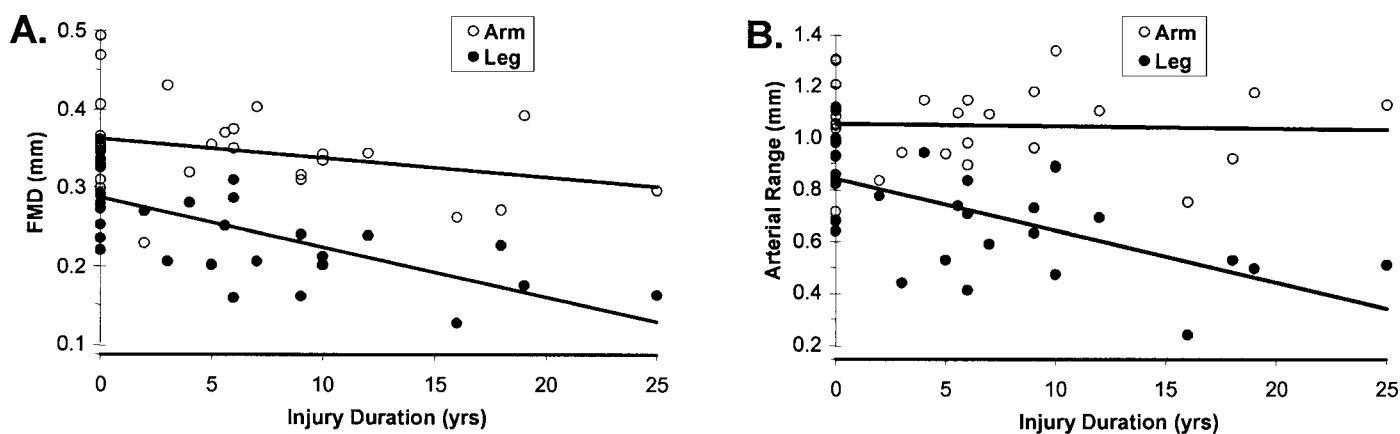 A.
FMD (mm)
0.5
0.4
0.3
0.2
0.1
0 5 10 15 20 25
Injury Duration (yrs)
Arm
Leg
B.
Arterial Range (mm)
1.4
1.2
1.0
0.8
0.6
0.4
0.2
0 5 10 15 20 25
Injury Duration (yrs)
Arm
Leg